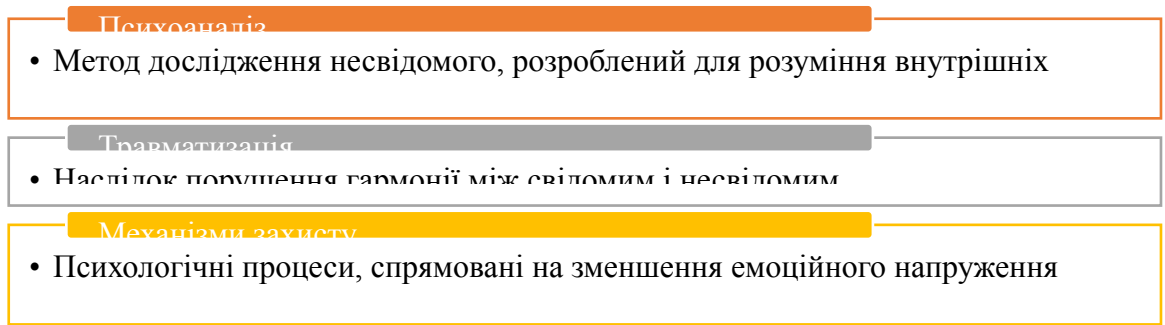 Психоаналіз
• Метод дослідження несвідомого, розроблений для розуміння внутрішніх
Травматизація
• Наслідок порушення гармонії між свідомим і несвідомим
Механізми захисту
• Психологічні процеси, спрямовані на зменшення емоційного напруження